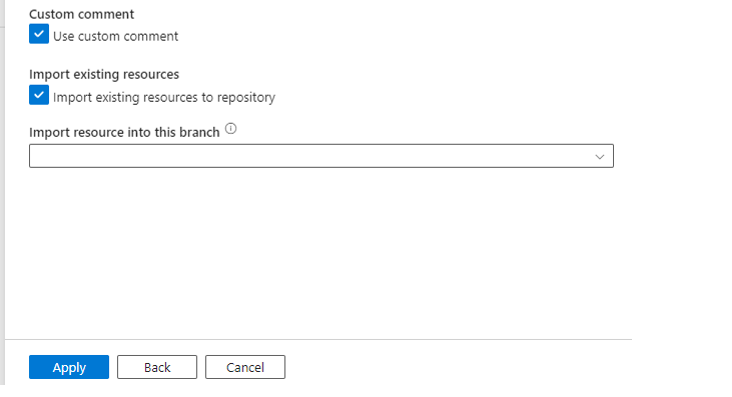 Custom comment
Use custom comment
Import existing resources
Import existing resources to repository
Import resource into this branch
Apply
Back
Cancel